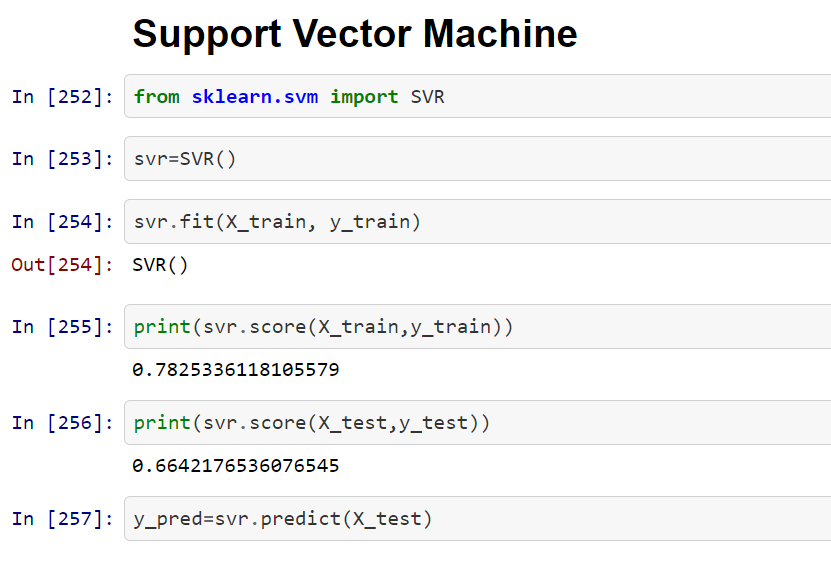 Support Vector Machine
In [252]: from sklearn.svm import SVR
In [253]: svr=SVR()
In [254]: svr.fit(X_train, y_train)
Out[254]: SVR()
In [255]: print(svr.score(X_train,y_train))
0.7825336118105579
In [256]: print(svr.score(X_test,y_test))
0.6642176536076545
In [257]: y_pred=svr.predict(X_test)